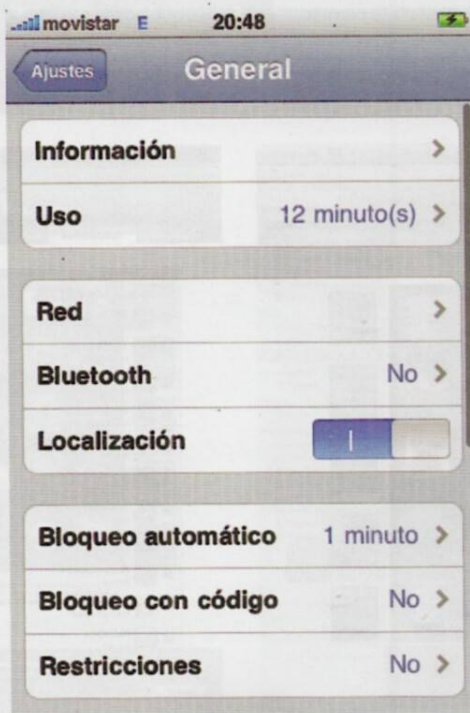 movistar E 20:48
Ajustes General
Información
Uso 12 minuto(s)
Red
Bluetooth No
Localización
Bloqueo automático 1 minuto
Bloqueo con código No
Restricciones No